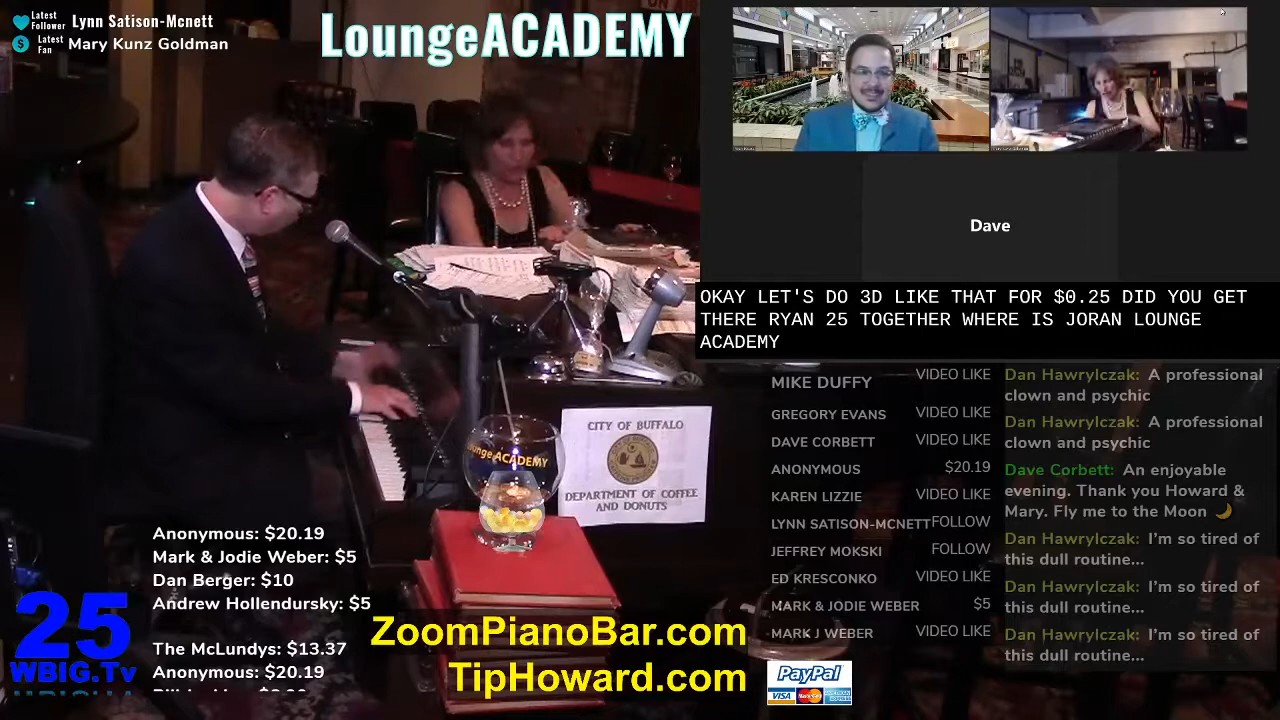 Latest
Follower
Lynn Satison-Mcnett
Latest
Fan
Mary Kunz Goldman
LoungeACADEMY
Dave
OKAY LET'S DO 3D LIKE THAT FOR $0.25 DID YOU GET
THERE RYAN 25 TOGETHER WHERE IS JORAN LOUNGE
ACADEMY
MIKE DUFFY VIDEO LIKE
GREGORY EVANS VIDEO LIKE
DAVE CORBETT VIDEO LIKE
ANONYMOUS $20.19
KAREN LIZZIE VIDEO LIKE
LYNN SATISON-MCNETT FOLLOW
JEFFREY MOKSKI FOLLOW
ED KRESCONKO VIDEO LIKE
MARK & JODIE WEBER $5
MARK J WEBER VIDEO LIKE
Dan Hawrylczak: A professional
clown and psychic
Dan Hawrylczak: A professional
clown and psychic
Dave Corbett: An enjoyable
evening. Thank you Howard &
Mary. Fly me to the Moon 🌙
Dan Hawrylczak: I'm so tired of
this dull routine...
Dan Hawrylczak: I'm so tired of
this dull routine...
Dan Hawrylczak: I'm so tired of
this dull routine...
CITY OF BUFFALO
DEPARTMENT OF COFFEE
AND DONUTS
unge ACADEMY
Anonymous: $20.19
Mark & Jodie Weber: $5
Dan Berger: $10
Andrew Hollendursky: $5
The McLundys: $13.37
Anonymous: $20.19
25
WBIG.Tv
ZoomPianoBar.com
TipHoward.com
PayPal
VISA